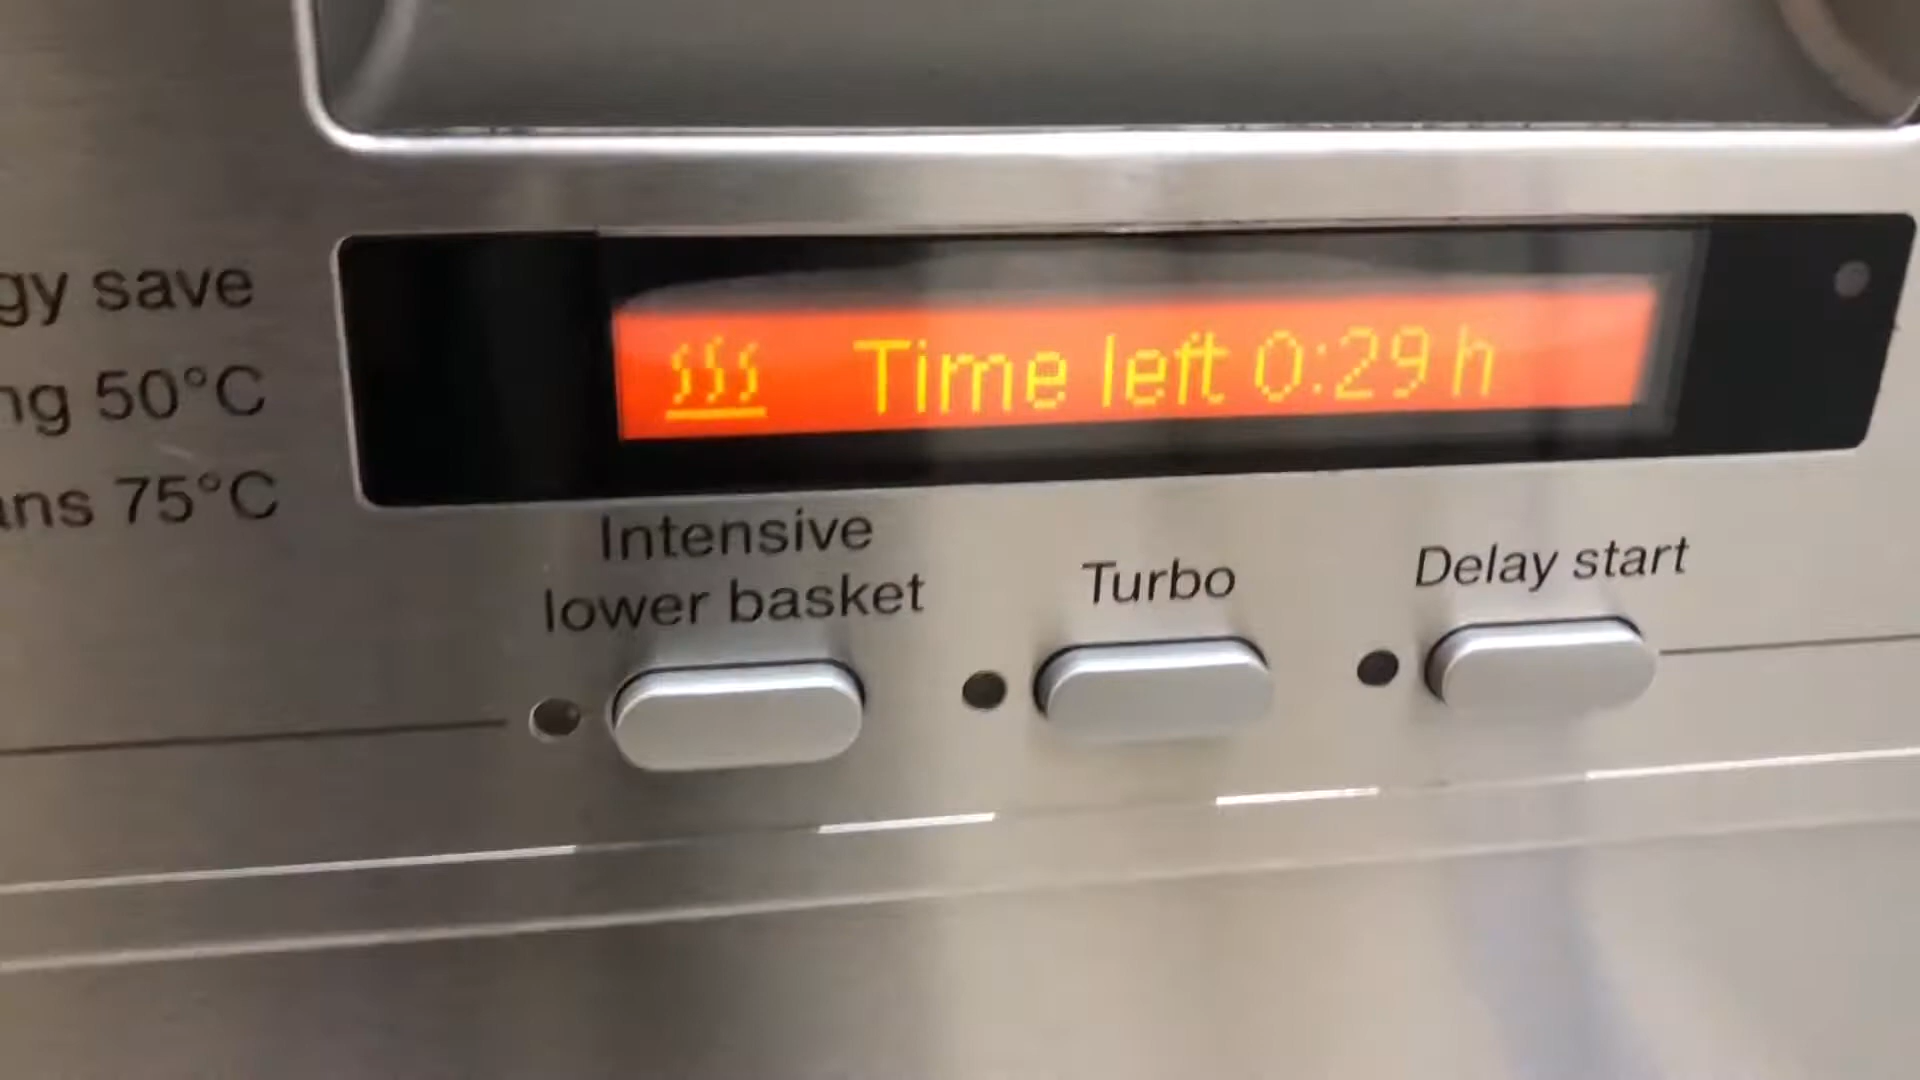 gy save
ng 50°C
ans 75°C
Time left 0:29 h
Intensive
lower basket
Turbo
Delay start